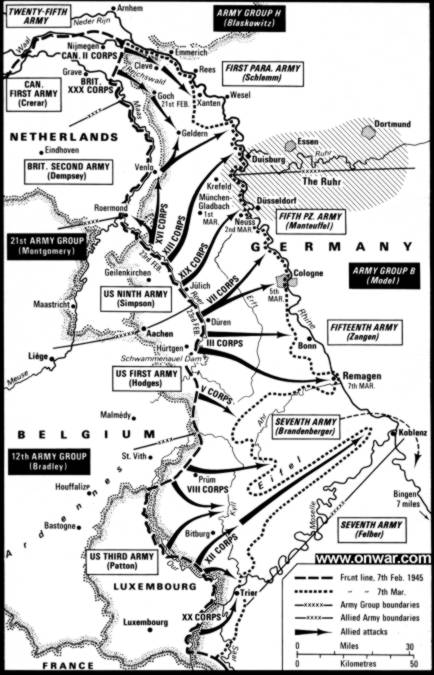 TWENTY-FIFTH
ARMY
Arnhem
Neder Rijn
ARMY GROUP H
(Blaskowitz)
Waal
Nijmegen
CAN. II CORPS
Emmerich
Cleve
Reichswald
Rees
FIRST PARA. ARMY
(Schlemm)
CAN.
FIRST ARMY
(Crerar)
Grave
BRIT.
XXX CORPS
Maas
Goch
21st FEB.
Xanten
Wesel
NETHERLANDS
Eindhoven
Geldern
Essen
Dortmund
Ruhr
BRIT. SECOND ARMY
(Dempsey)
Venlo
Duisburg
The Ruhr
Krefeld
München-
Gladbach
1st
MAR.
Düsseldorf
Neuss
2nd MAR.
FIFTH PZ. ARMY
(Manteuffel)
Roermond
XVI CORPS
XIII CORPS
XIX CORPS
23rd FEB.
21st ARMY GROUP
(Montgomery)
GERMANY
Geilenkirchen
Roer
Jülich
VII CORPS
Cologne
5th
MAR.
ARMY GROUP B
(Model)
US NINTH ARMY
(Simpson)
Maastricht
Erft
Rhine
23rd FEB.
Düren
Aachen
FIFTEENTH ARMY
(Zangen)
Liège
Hürtgen
III CORPS
Bonn
Meuse
Schwammenauel Dam
US FIRST ARMY
(Hodges)
Remagen
7th MAR.
V CORPS
Malmédy
Ahr
SEVENTH ARMY
(Brandenberger)
Koblenz
BELGIUM
12th ARMY GROUP
(Bradley)
St. Vith
Eifel
Houffalize
Prüm
VIII CORPS
Bingen
7 miles
Ardennes
Bastogne
Kyll
Moselle
SEVENTH ARMY
(Felber)
Bitburg
XII CORPS
US THIRD ARMY
(Patton)
Our
www.onwar.com
LUXEMBOURG
Trier
Luxembourg
XX CORPS
Saar
FRANCE
Front line, 7th Feb. 1945
" " 7th Mar.
Army Group boundaries
Allied Army boundaries
Allied attacks
0 Miles 30
0 Kilometres 50